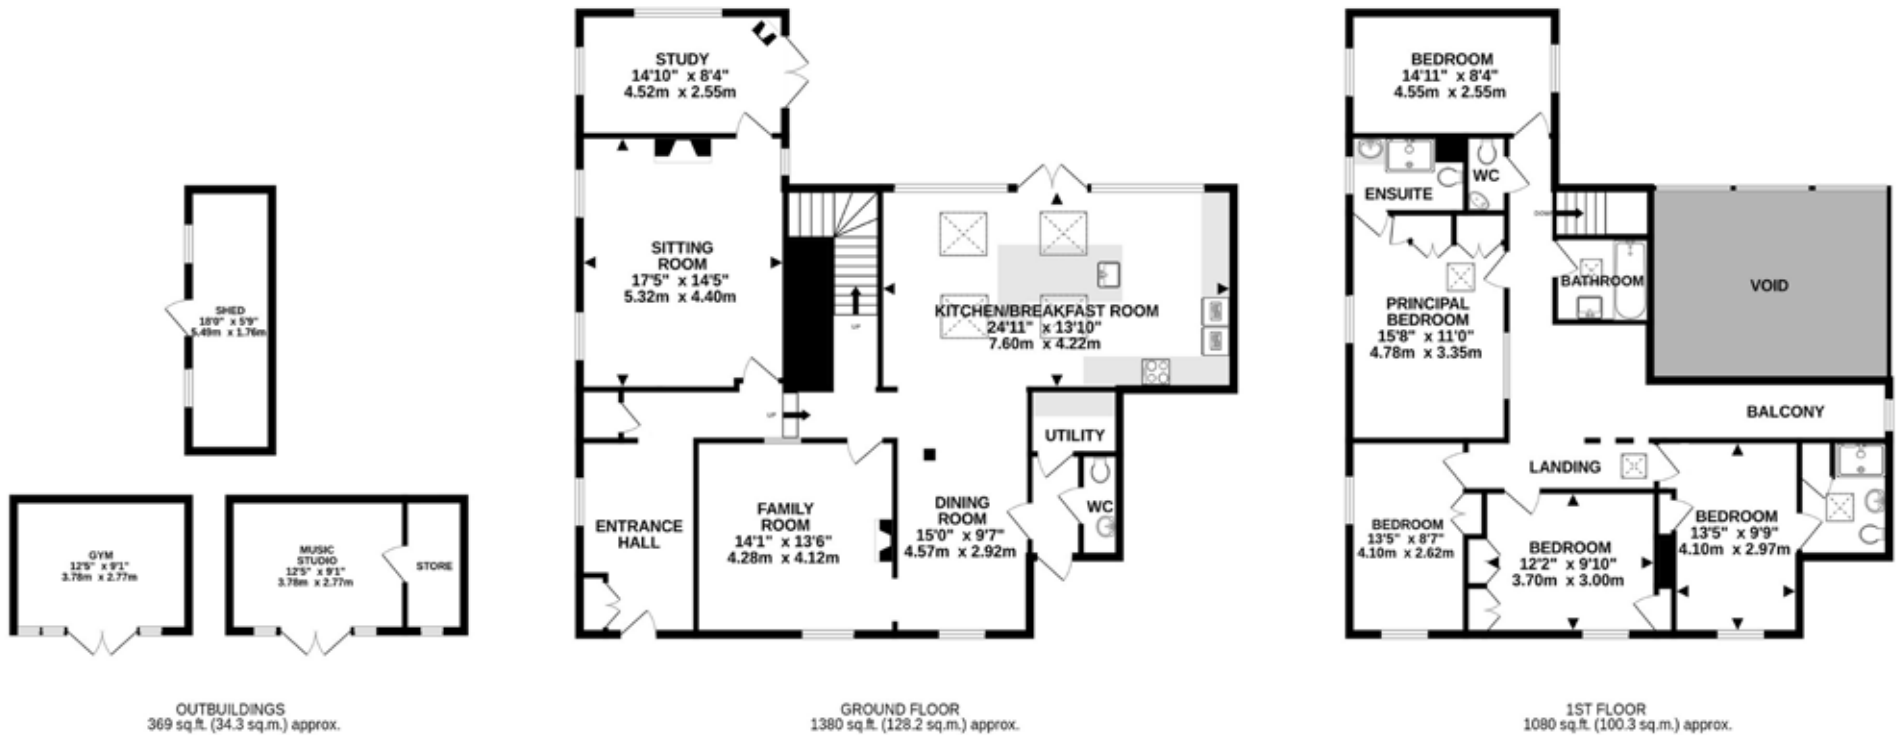 SHED
18'0" x 5'9"
5.49m x 1.76m
GYM
12'5" x 9'1"
3.78m x 2.77m
MUSIC
STUDIO
12'5" x 9'1"
3.78m x 2.77m
STORE
OUTBUILDINGS
369 sq.ft. (34.3 sq.m.) approx.
STUDY
14'10" x 8'4"
4.52m x 2.55m
SITTING
ROOM
17'5" x 14'5"
5.32m x 4.40m
UP
KITCHEN/BREAKFAST ROOM
24'11" x 13'10"
7.60m x 4.22m
UP
UTILITY
WC
ENTRANCE
HALL
FAMILY
ROOM
14'1" x 13'6"
4.28m x 4.12m
DINING
ROOM
15'0" x 9'7"
4.57m x 2.92m
GROUND FLOOR
1380 sq.ft. (128.2 sq.m.) approx.
BEDROOM
14'11" x 8'4"
4.55m x 2.55m
ENSUITE
WC
DOWN
BATHROOM
VOID
PRINCIPAL
BEDROOM
15'8" x 11'0"
4.78m x 3.35m
BALCONY
LANDING
BEDROOM
13'5" x 8'7"
4.10m x 2.62m
BEDROOM
12'2" x 9'10"
3.70m x 3.00m
BEDROOM
13'5" x 9'9"
4.10m x 2.97m
1ST FLOOR
1080 sq.ft. (100.3 sq.m.) approx.